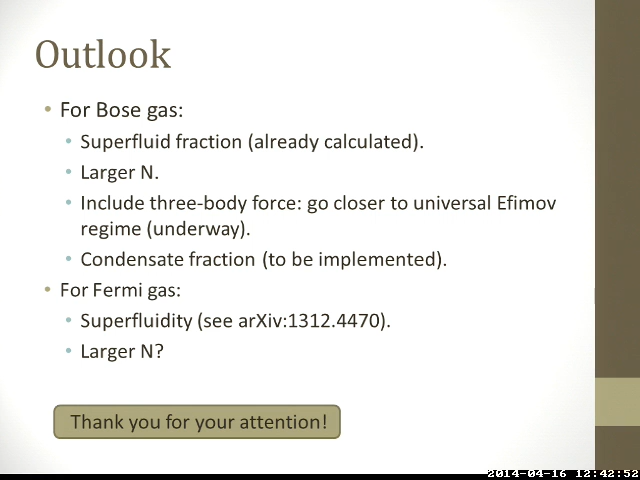 Outlook
• For Bose gas:
• Superfluid fraction (already calculated).
• Larger N.
• Include three-body force: go closer to universal Efimov
regime (underway).
• Condensate fraction (to be implemented).
• For Fermi gas:
• Superfluidity (see arXiv:1312.4470).
• Larger N?
Thank you for your attention!
2014-04-16 12:42:52